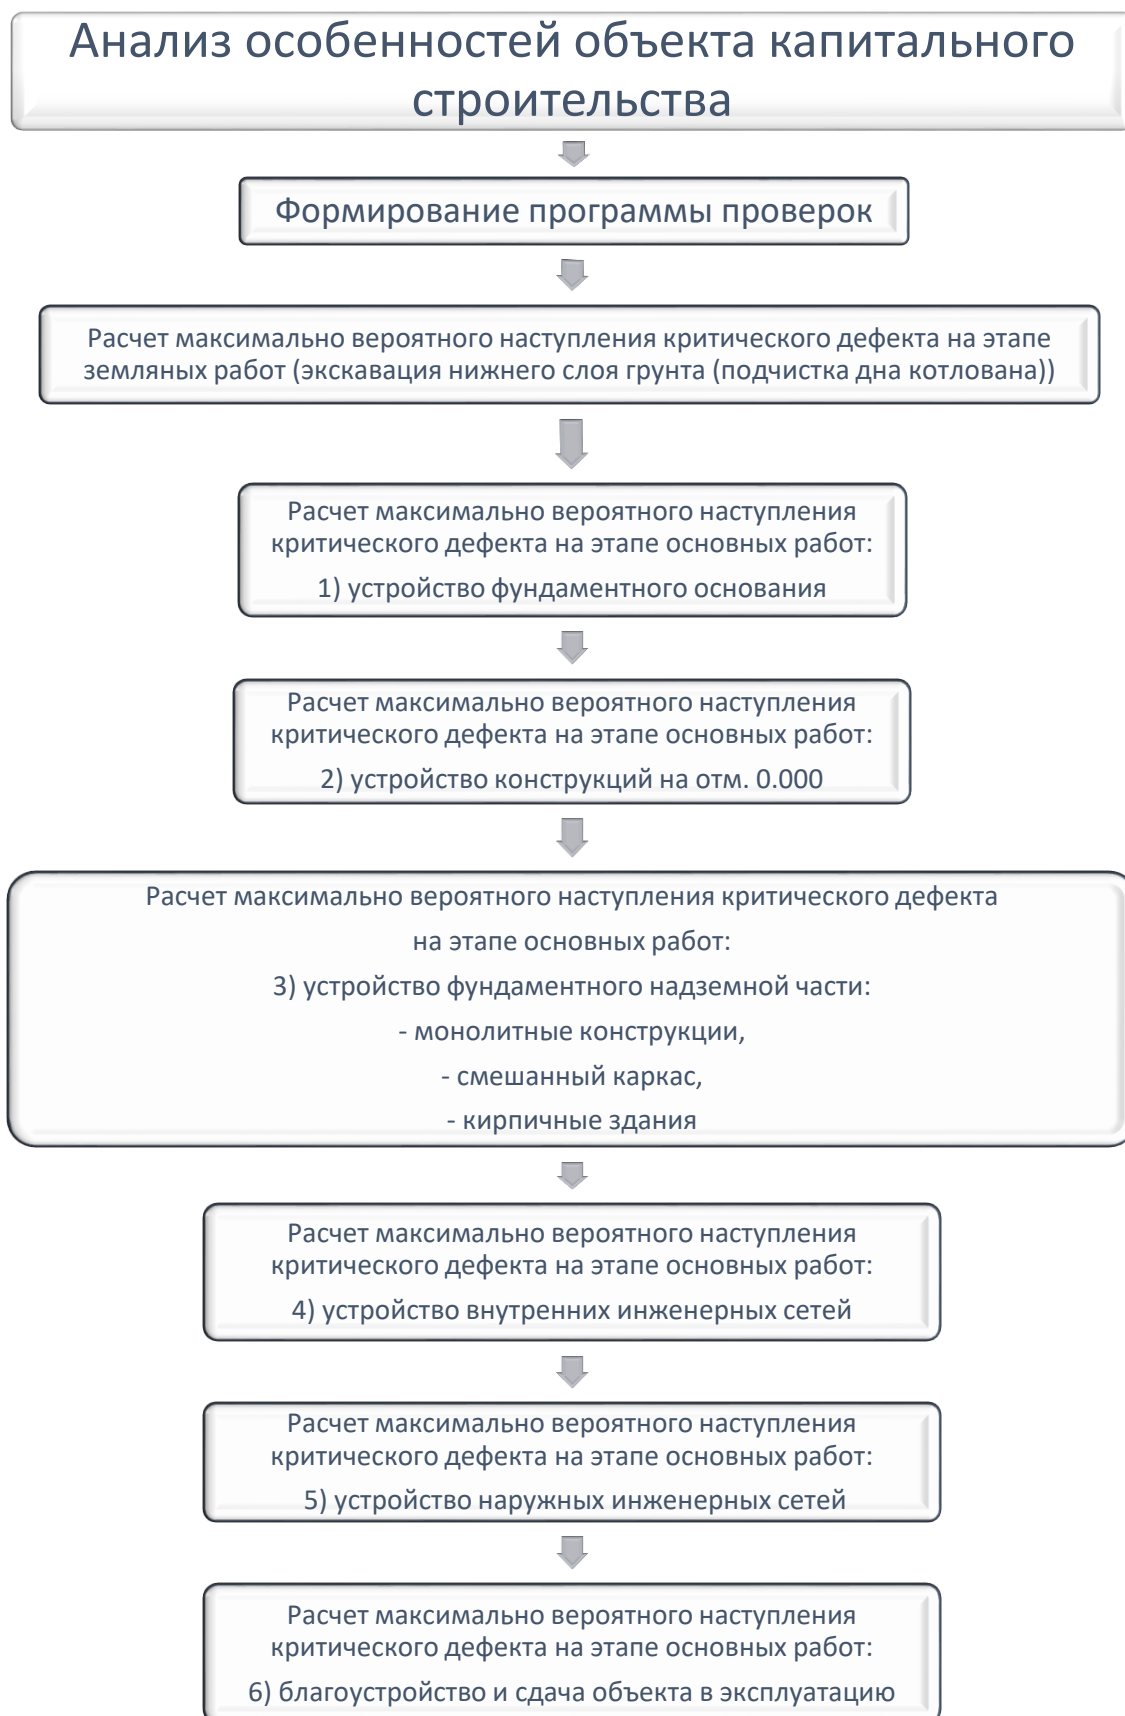 Анализ особенностей объекта капитального
строительства
Формирование программы проверок
Расчет максимально вероятного наступления критического дефекта на этапе
земляных работ (экскавация нижнего слоя грунта (подчистка дна котлована))
Расчет максимально вероятного наступления
критического дефекта на этапе основных работ:
1) устройство фундаментного основания
Расчет максимально вероятного наступления
критического дефекта на этапе основных работ:
2) устройство конструкций на отм. 0.000
Расчет максимально вероятного наступления критического дефекта
на этапе основных работ:
3) устройство фундаментного надземной части:
- монолитные конструкции,
- смешанный каркас,
- кирпичные здания
Расчет максимально вероятного наступления
критического дефекта на этапе основных работ:
4) устройство внутренних инженерных сетей
Расчет максимально вероятного наступления
критического дефекта на этапе основных работ:
5) устройство наружных инженерных сетей
Расчет максимально вероятного наступления
критического дефекта на этапе основных работ:
6) благоустройство и сдача объекта в эксплуатацию